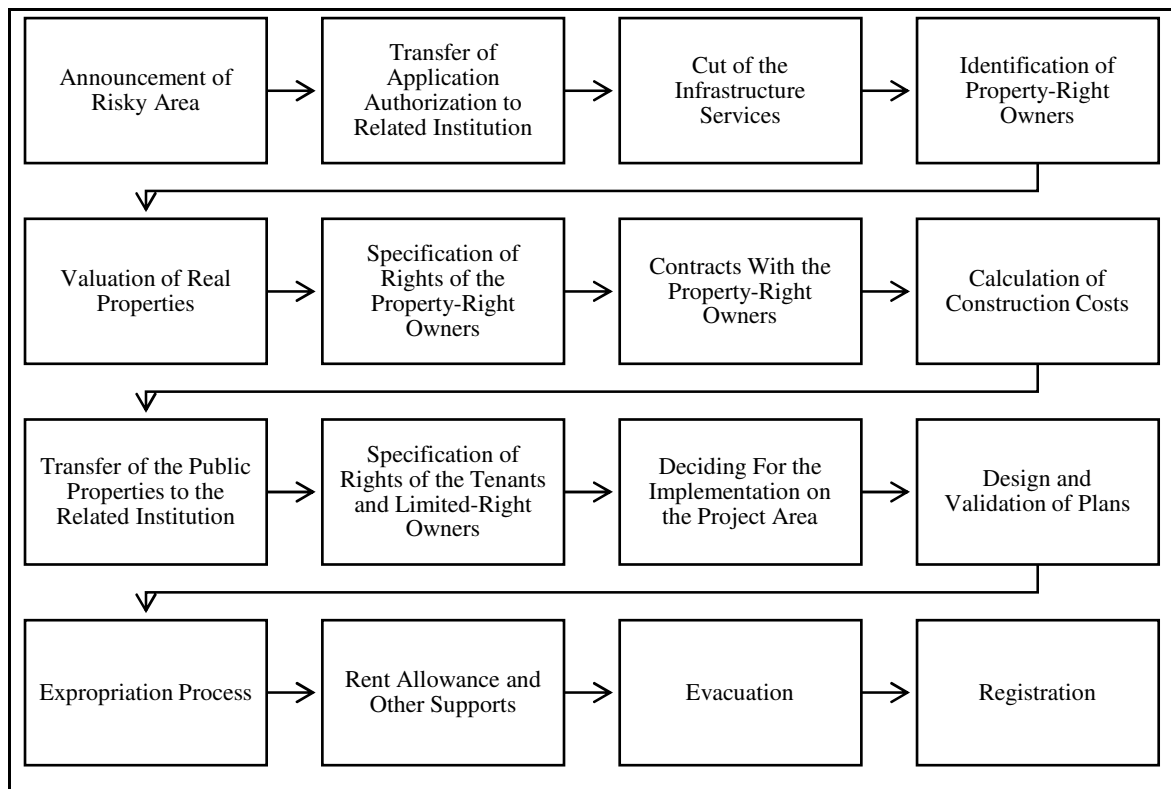 Announcement of
Risky Area
Transfer of
Application
Authorization to
Related Institution
Cut of the
Infrastructure
Services
Identification of
Property-Right
Owners
Valuation of Real
Properties
Specification of
Rights of the
Property-Right
Owners
Contracts With the
Property-Right
Owners
Calculation of
Construction Costs
Transfer of the Public
Properties to the
Related Institution
Specification of
Rights of the Tenants
and Limited-Right
Owners
Deciding For the
Implementation on
the Project Area
Design and
Validation of Plans
Expropriation Process
Rent Allowance and
Other Supports
Evacuation
Registration